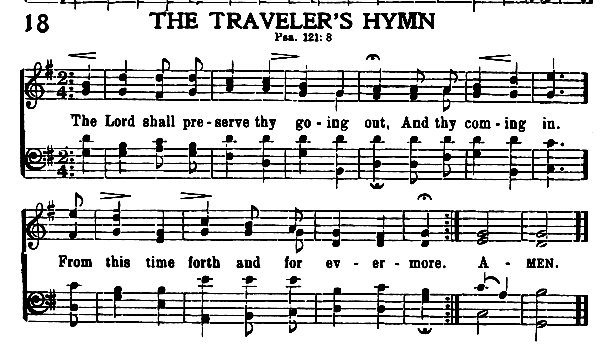 18 THE TRAVELER'S HYMN
Psa. 121:8
The Lord shall pre-serve thy go-ing out, And thy com-ing in.
From this time forth and for ev-er-more. A-MEN.